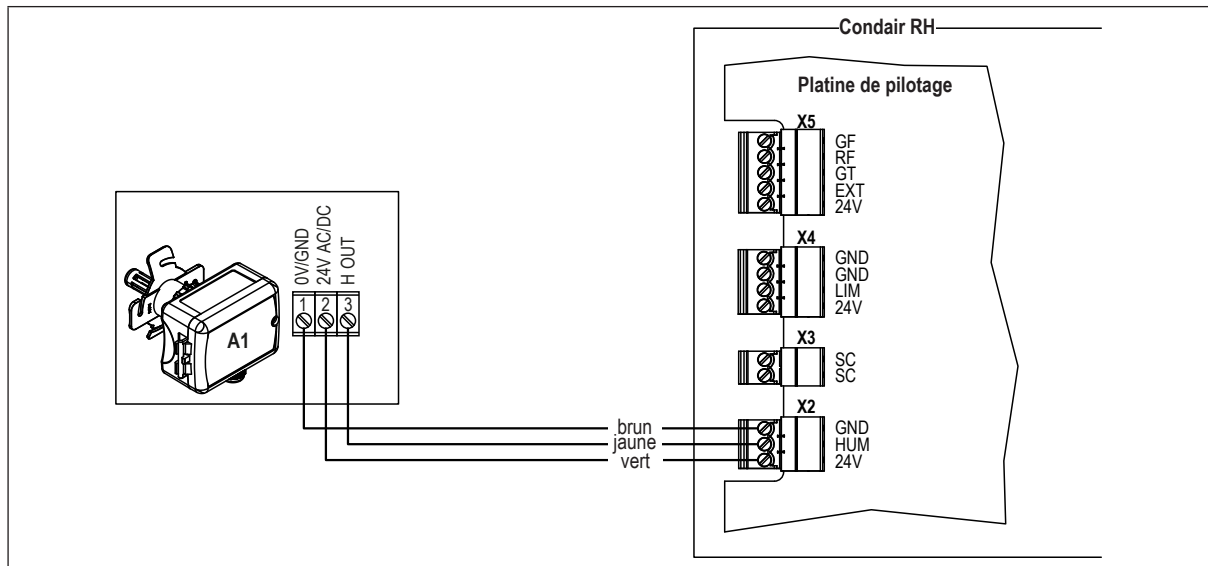 Condair RH
Platine de pilotage
X5
GF
RF
GT
EXT
24V
X4
GND
GND
LIM
24V
X3
SC
SC
X2
GND
HUM
24V
0V/GND
24V AC/DC
H OUT
1 2 3
A1
brun
jaune
vert